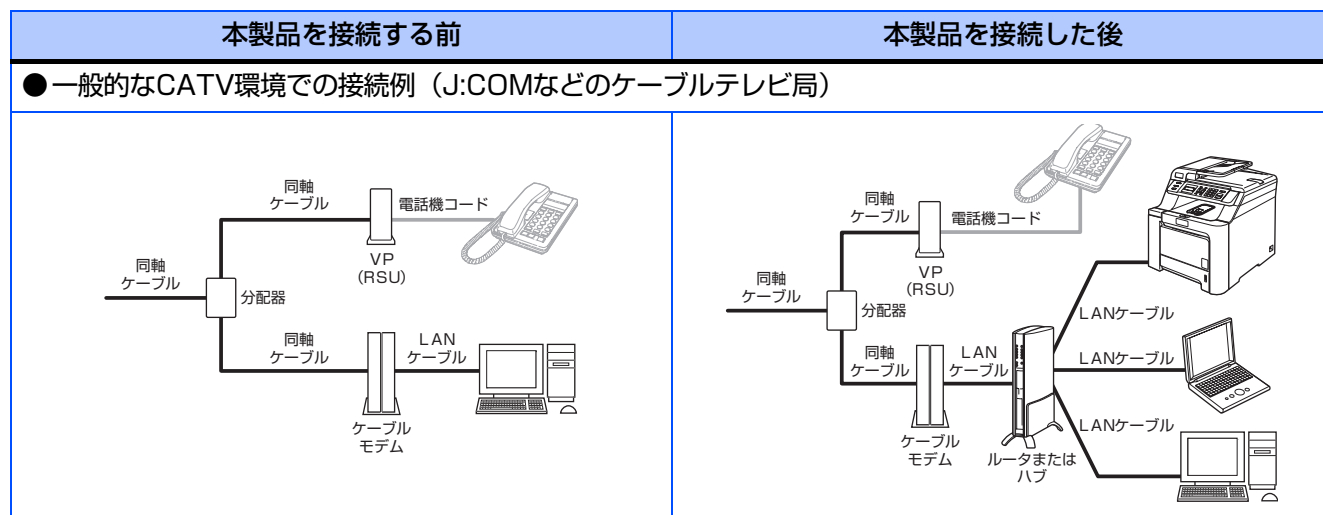 本製品を接続する前
本製品を接続した後
●一般的なCATV環境での接続例（J:COMなどのケーブルテレビ局）
同軸
ケーブル
電話機コード
VP
(RSU)
同軸
ケーブル
分配器
同軸
ケーブル
LAN
ケーブル
ケーブル
モデム
同軸
ケーブル
電話機コード
VP
(RSU)
同軸
ケーブル
分配器
LANケーブル
同軸
ケーブル
LAN
ケーブル
LANケーブル
LANケーブル
ケーブル
モデム
ルータまたは
ハブ